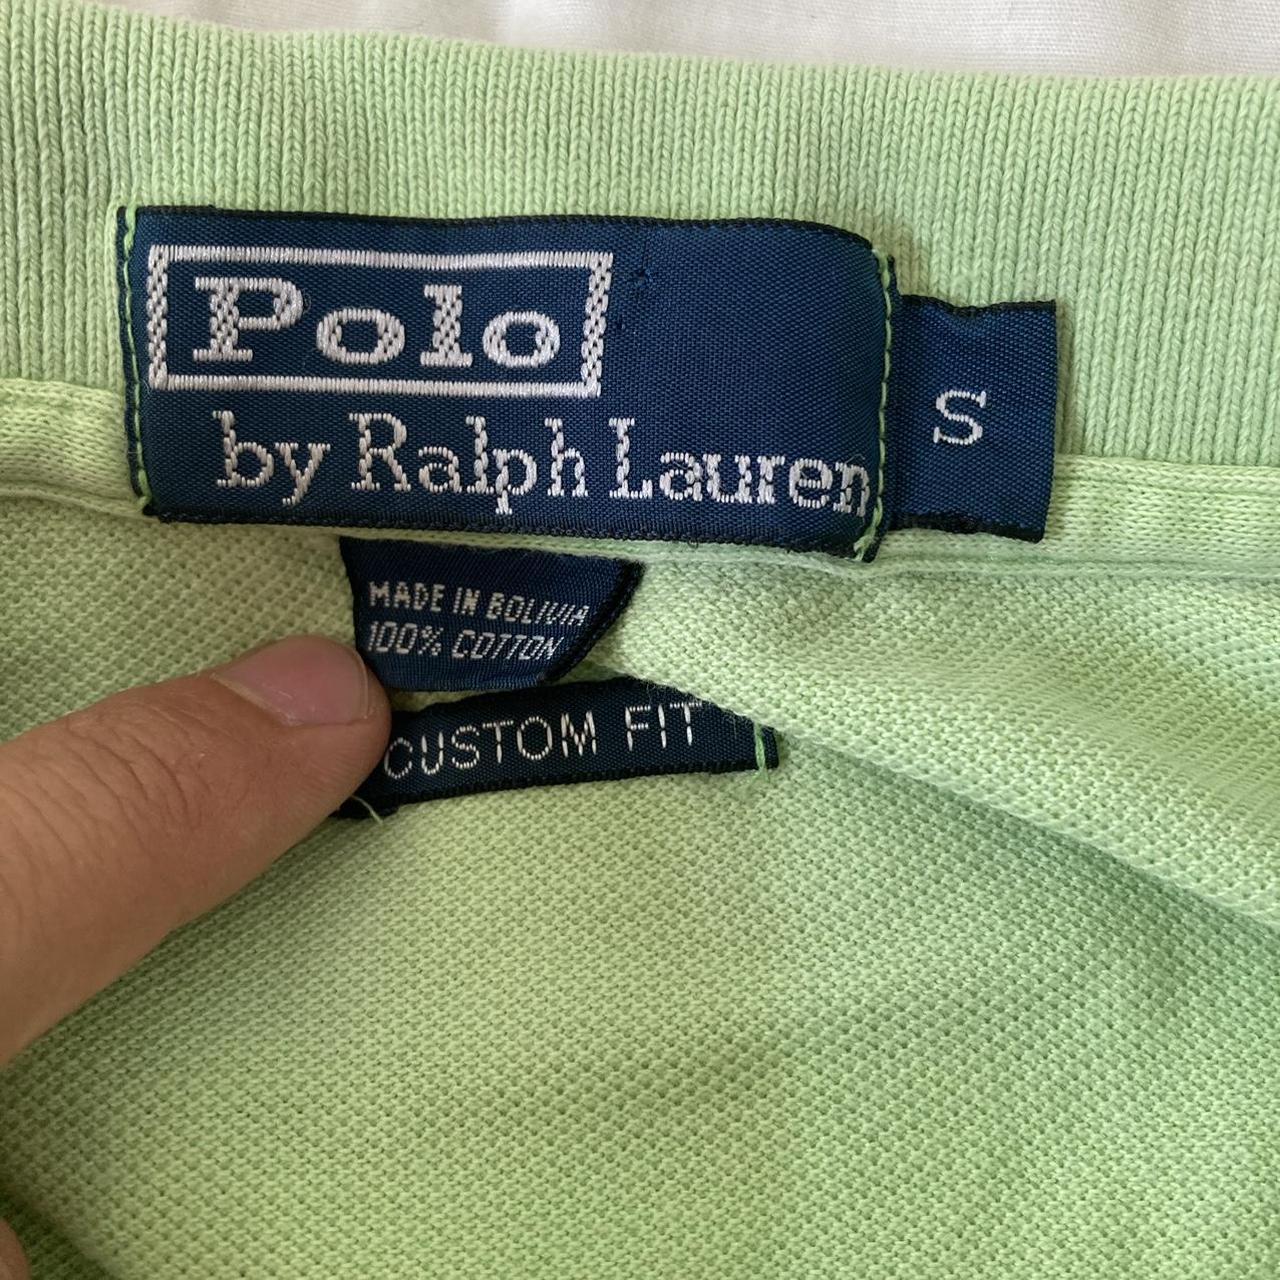 Polo
by Ralph Lauren
S
MADE IN BOLIVIA
100% COTTON
CUSTOM FIT